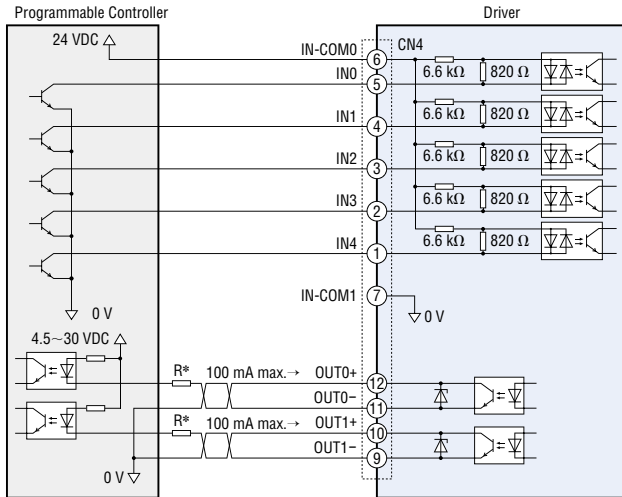 Programmable Controller
Driver
24 VDC
IN-COM0
6
CN4
6.6 kΩ
820 Ω
IN0
5
IN1
4
6.6 kΩ
820 Ω
IN2
3
6.6 kΩ
820 Ω
IN3
2
6.6 kΩ
820 Ω
IN4
1
6.6 kΩ
820 Ω
IN-COM1
7
0 V
0 V
4.5~30 VDC
R*
100 mA max.→
OUT0+
12
OUT0−
11
R*
100 mA max.→
OUT1+
10
OUT1−
9
0 V